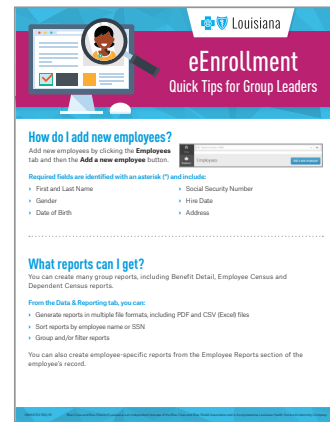 Louisiana
eEnrollment
Quick Tips for Group Leaders
How do I add new employees?
Add new employees by clicking the Employees
tab and then the Add a new employee button.
Employees
Required fields are identified with an asterisk (*) and include:
› First and Last Name
› Gender
› Date of Birth
› Social Security Number
› Hire Date
› Address
What reports can I get?
You can create many group reports, including Benefit Detail, Employee Census and
Dependent Census reports.
From the Data & Reporting tab, you can:
› Generate reports in multiple file formats, including PDF and CSV (Excel) files
› Sort reports by employee name or SSN
› Group and/or filter reports
You can also create employee-specific reports from the Employee Reports section of the
employee's record.